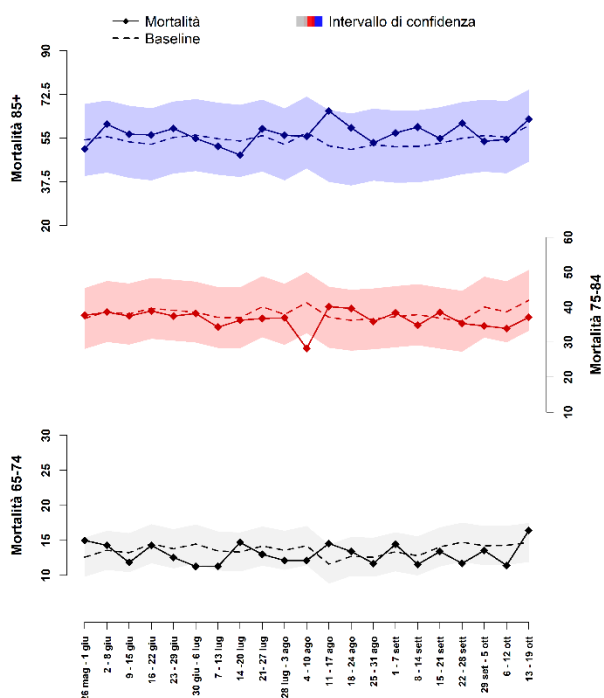 Mortalità
Baseline
Intervallo di confidenza
Mortalità 85+
90
72.5
55
37.5
20
Mortalità 75-84
60
50
40
30
20
10
Mortalità 65-74
30
25
20
15
10
26 mag - 1 giu
2 - 8 giu
9 - 15 giu
16 - 22 giu
23 - 29 giu
30 giu - 6 lug
7 - 13 lug
14 - 20 lug
21 - 27 lug
28 lug - 3 ago
4 - 10 ago
11 - 17 ago
18 - 24 ago
25 - 31 ago
1 - 7 sett
8 - 14 sett
15 - 21 sett
22 - 28 sett
29 set - 5 ott
6 - 12 ott
13 - 19 ott